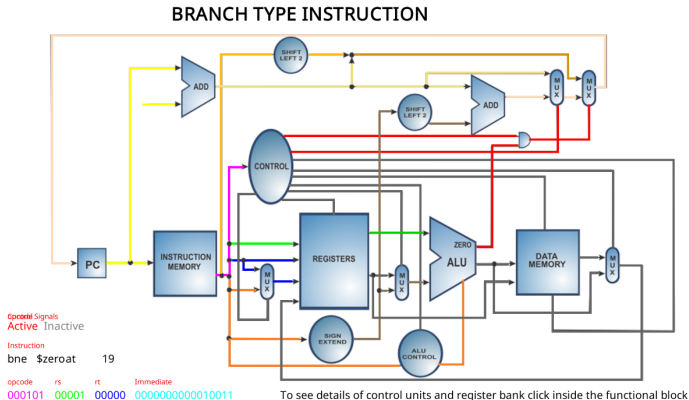 BRANCH TYPE INSTRUCTION
SHIFT
LEFT 2
ADD
MUX
MUX
SHIFT
LEFT 2
ADD
CONTROL
PC
INSTRUCTION
MEMORY
REGISTERS
MUX
MUX
ZERO
ALU
DATA
MEMORY
MUX
SIGN
EXTEND
ALU
CONTROL
Signals
Active Inactive
Instruction
bne $zeroat 19
opcode rs rt Immediate
000101 00001 00000 0000000000010011
To see details of control units and register bank click inside the functional block